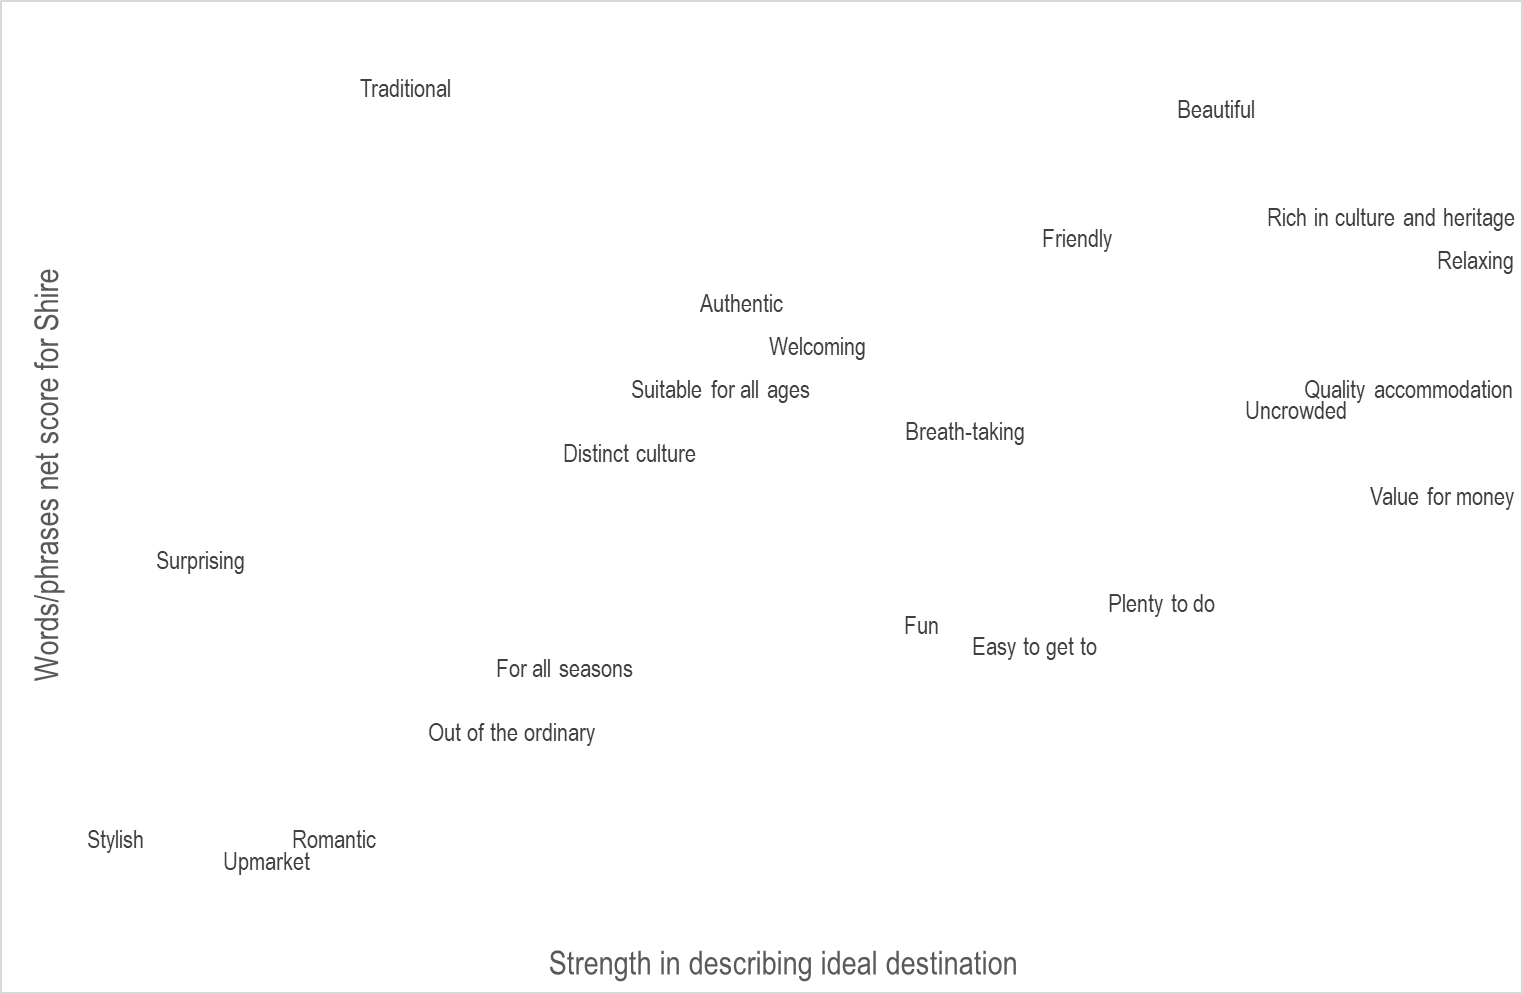 Traditional
Beautiful
Rich in culture and heritage
Friendly
Relaxing
Authentic
Welcoming
Suitable for all ages
Quality accommodation
Uncrowded
Breath-taking
Distinct culture
Value for money
Surprising
Plenty to do
Fun
Easy to get to
For all seasons
Out of the ordinary
Stylish
Romantic
Upmarket
Words/phrases net score for Shire
Strength in describing ideal destination